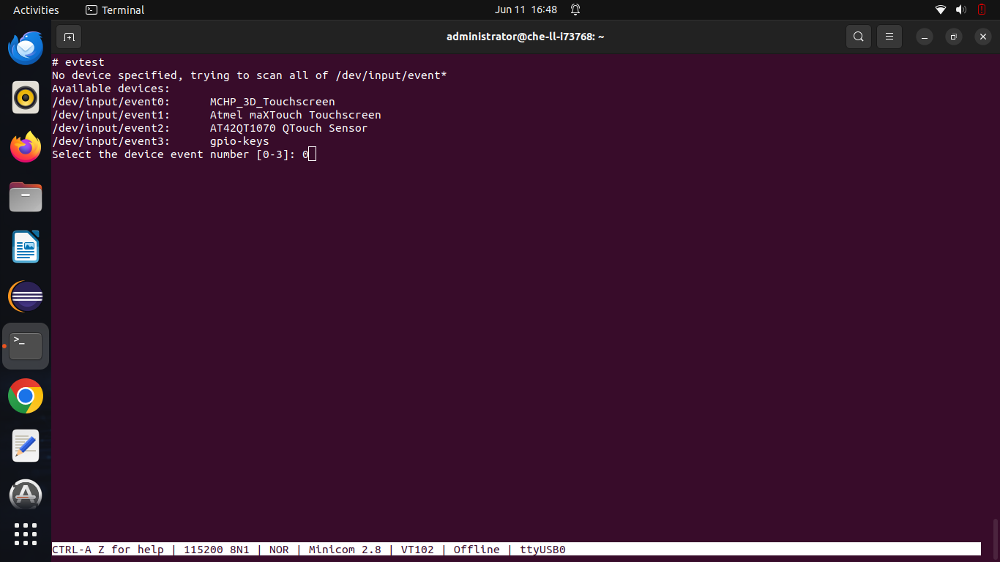 Activities Terminal Jun 11 16:48
administrator@che-ll-i73768: ~
# evtest
No device specified, trying to scan all of /dev/input/event*
Available devices:
/dev/input/event0:      MCHP_3D_Touchscreen
/dev/input/event1:      Atmel maXTouch Touchscreen
/dev/input/event2:      AT42QT1070 QTouch Sensor
/dev/input/event3:      gpio-keys
Select the device event number [0-3]: 0
>_
CTRL-A Z for help | 115200 8N1 | NOR | Minicom 2.8 | VT102 | Offline | ttyUSB0